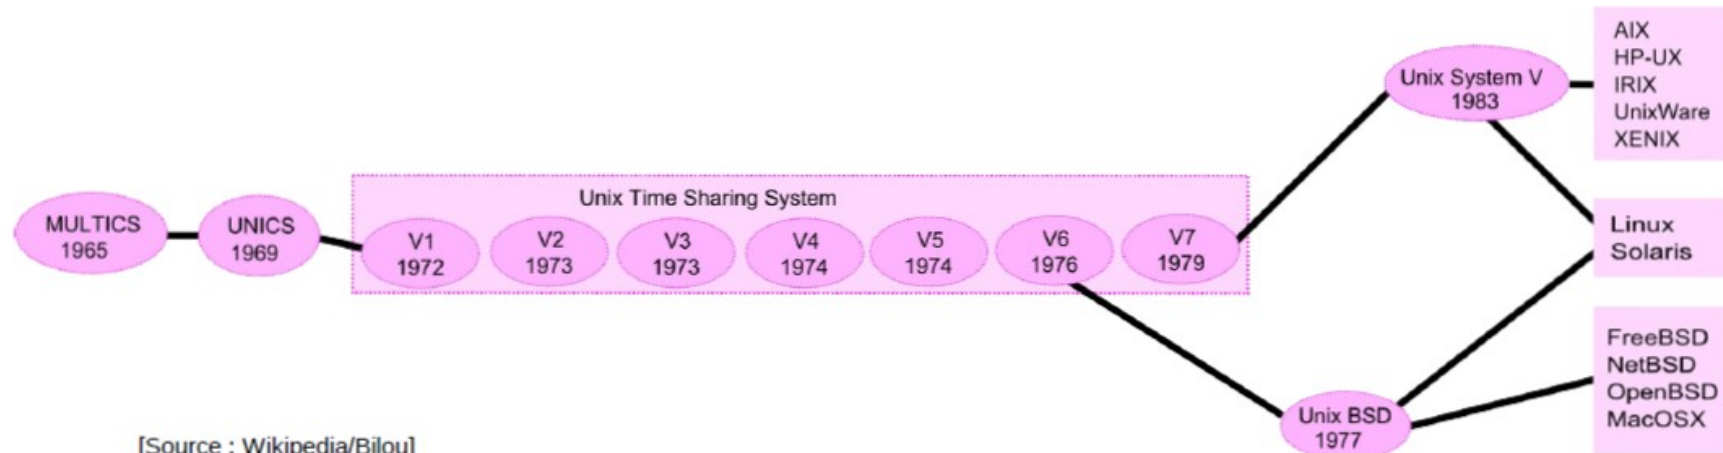 MULTICS
1965
UNICS
1969
Unix Time Sharing System
V1
1972
V2
1973
V3
1973
V4
1974
V5
1974
V6
1976
V7
1979
Unix System V
1983
AIX
HP-UX
IRIX
UnixWare
XENIX
Linux
Solaris
Unix BSD
1977
FreeBSD
NetBSD
OpenBSD
MacOSX
[Source : Wikipedia/Bilou]